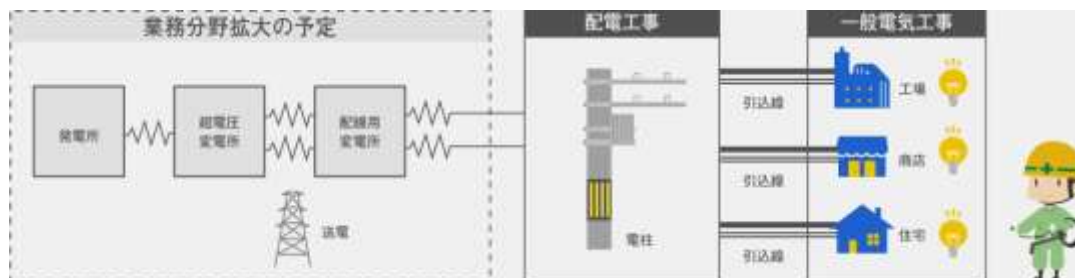 業務分野拡大の予定
配電工事
一般電気工事
発電所
超電圧
変電所
配線用
変電所
送電
電柱
引込線
工場
引込線
商店
引込線
住宅